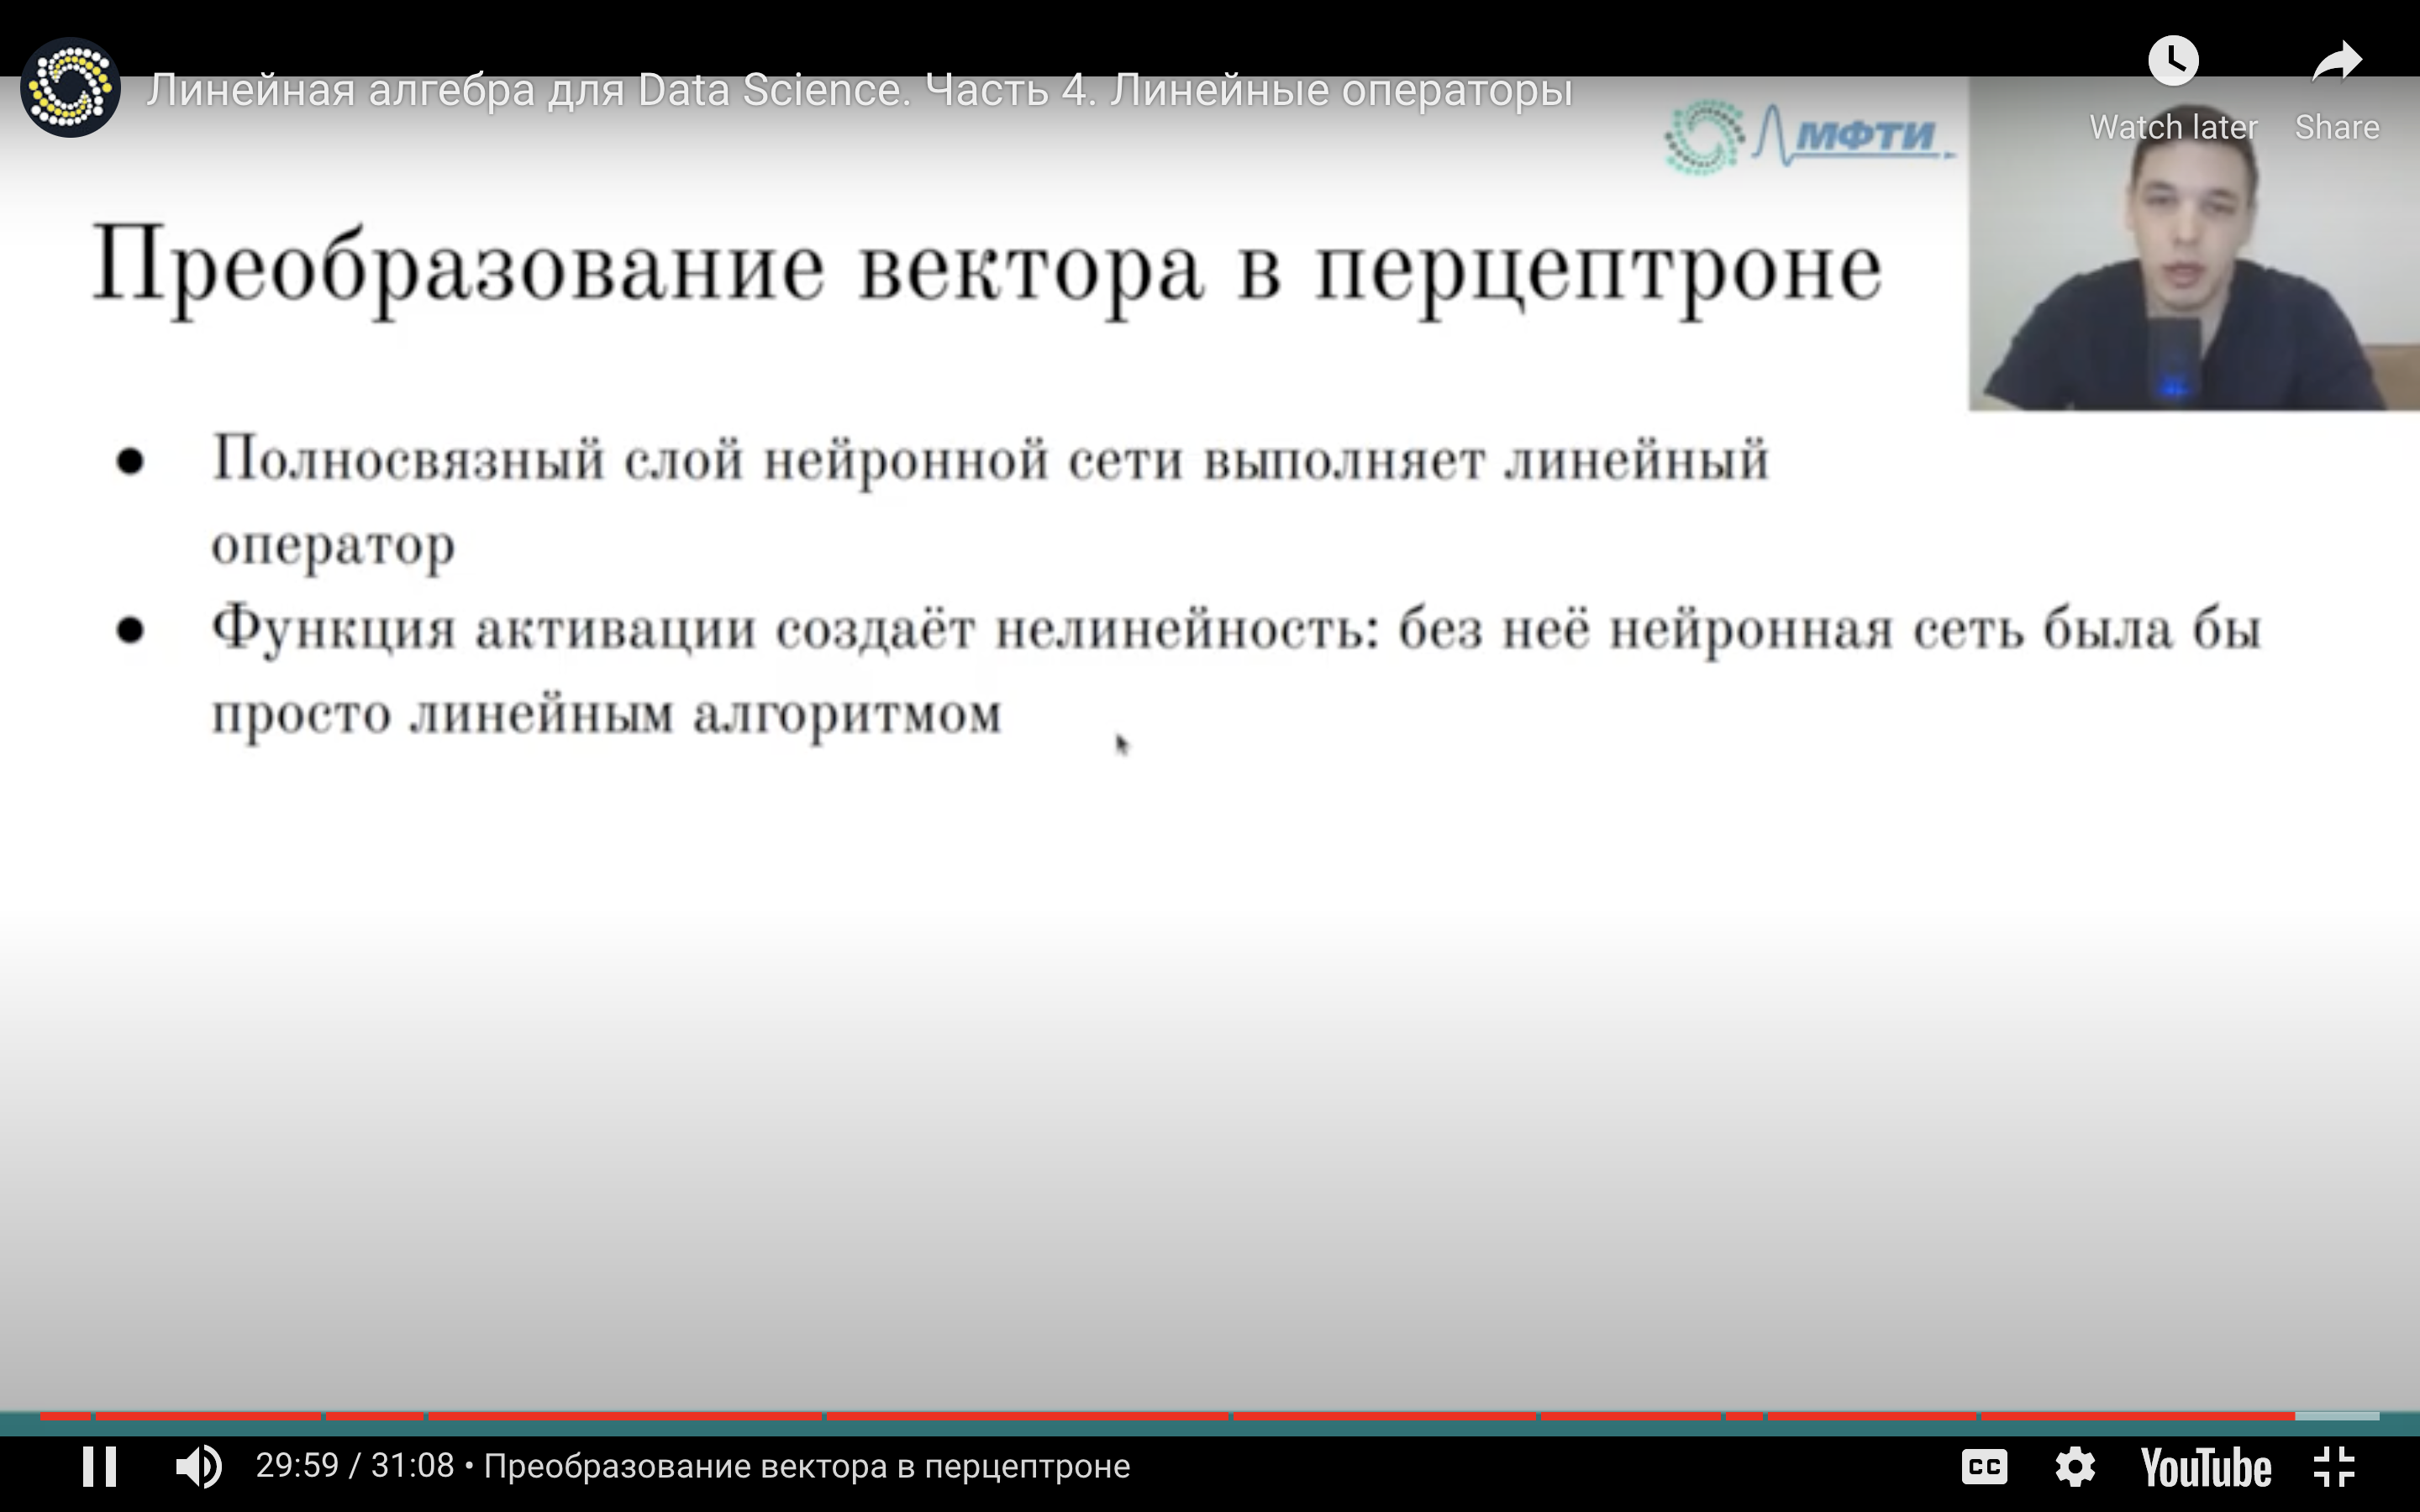 Линейная алгебра для Data Science. Часть 4. Линейные операторы
Watch later
Share
МФТИ
Преобразование вектора в перцептроне
● Полносвязный слой нейронной сети выполняет линейный
оператор
● Функция активации создаёт нелинейность: без неё нейронная сеть была бы
просто линейным алгоритмом
29:59 / 31:08 • Преобразование вектора в перцептроне
CC
YouTube